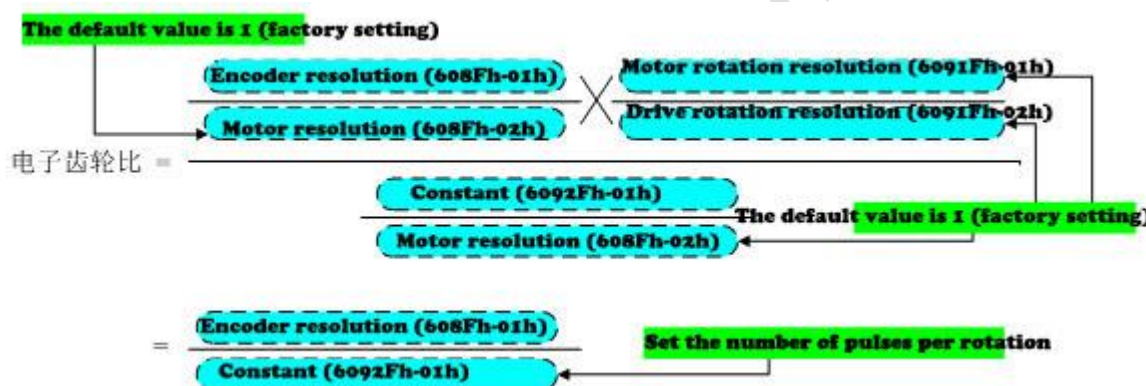 The default value is 1 (factory setting)
Encoder resolution (608Fh-01h)
Motor rotation resolution (6091Fh-01h)
Motor resolution (608Fh-02h)
Drive rotation resolution (6091Fh-02h)
电子齿轮比 =
Constant (6092Fh-01h)
The default value is 1 (factory setting)
Motor resolution (608Fh-02h)
=
Encoder resolution (608Fh-01h)
Set the number of pulses per rotation
Constant (6092Fh-01h)